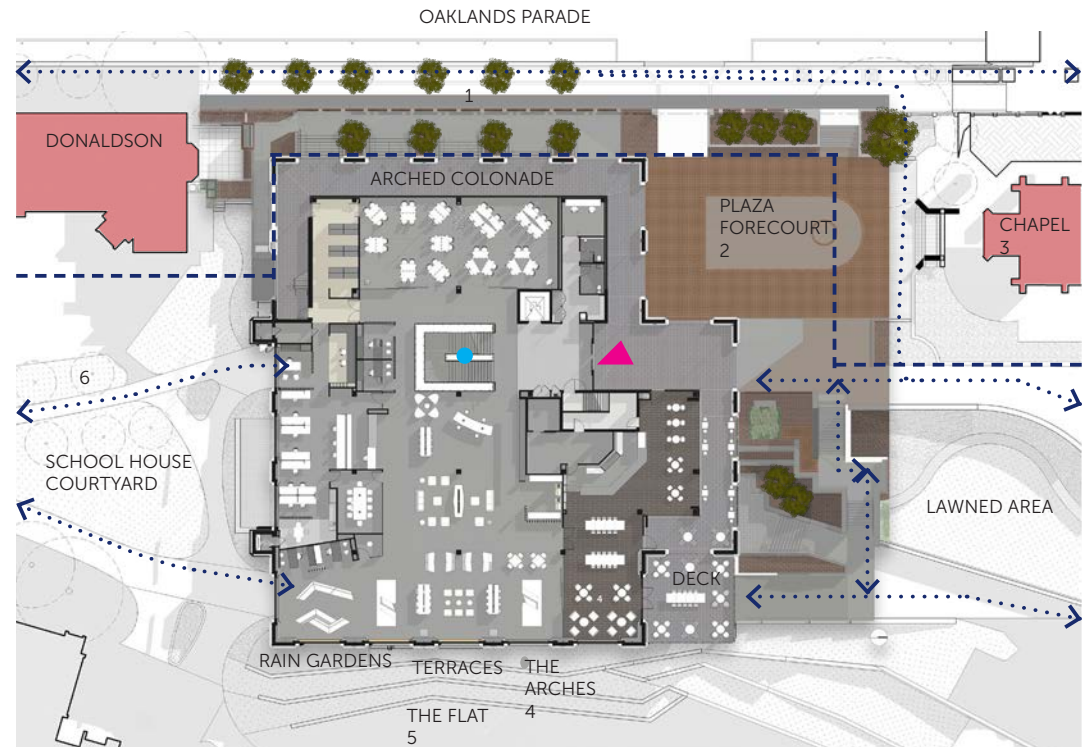 OAKLANDS PARADE
1
DONALDSON
ARCHED COLONADE
PLAZA
FORECOURT
2
CHAPEL
3
6
SCHOOL HOUSE
COURTYARD
LAWNED AREA
DECK
4
RAIN GARDENS
TERRACES
THE
ARCHES
4
THE FLAT
5